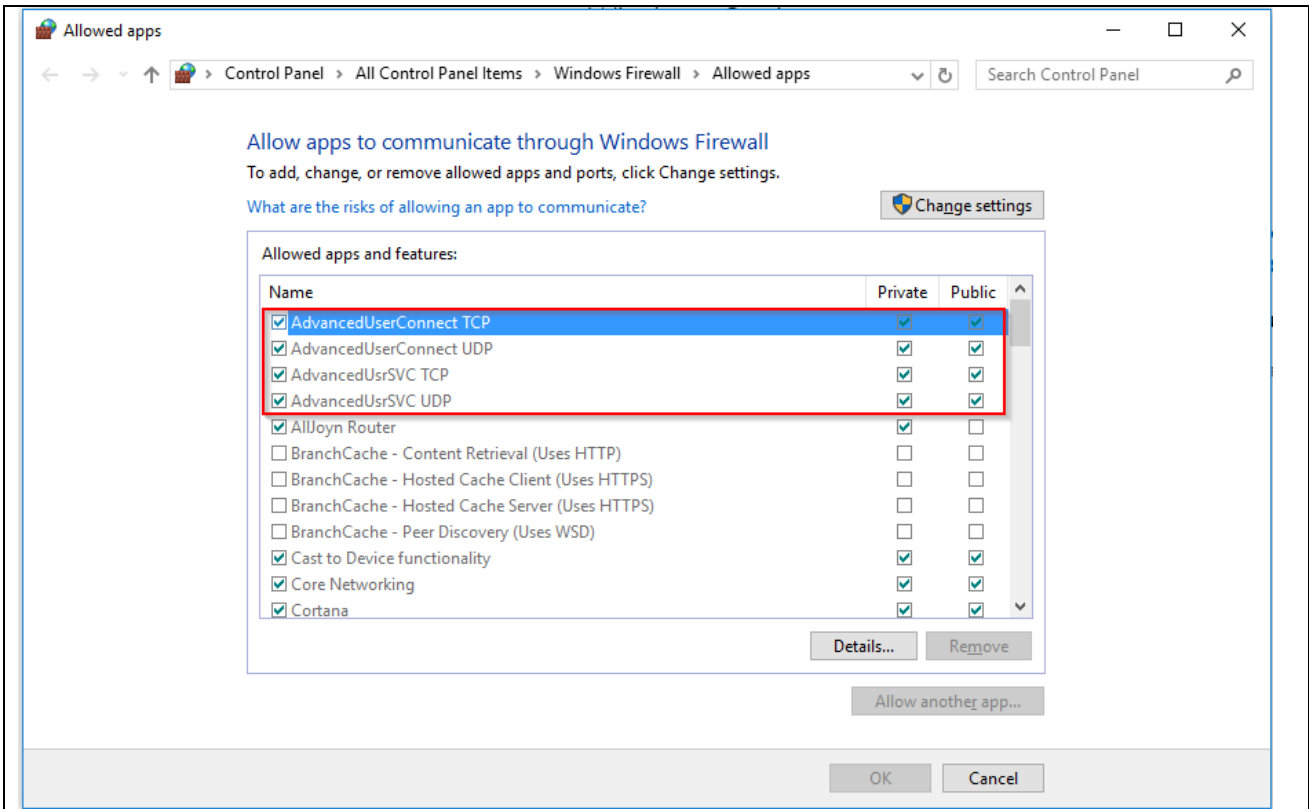 Allowed apps
Control Panel > All Control Panel Items > Windows Firewall > Allowed apps
Search Control Panel
Allow apps to communicate through Windows Firewall
To add, change, or remove allowed apps and ports, click Change settings.
What are the risks of allowing an app to communicate?
Change settings
Allowed apps and features:
Name Private Public
AdvancedUserConnect TCP
AdvancedUserConnect UDP
AdvancedUsrSVC TCP
AdvancedUsrSVC UDP
AllJoyn Router
BranchCache - Content Retrieval (Uses HTTP)
BranchCache - Hosted Cache Client (Uses HTTPS)
BranchCache - Hosted Cache Server (Uses HTTPS)
BranchCache - Peer Discovery (Uses WSD)
Cast to Device functionality
Core Networking
Cortana
Details... Remove
Allow another app...
OK Cancel